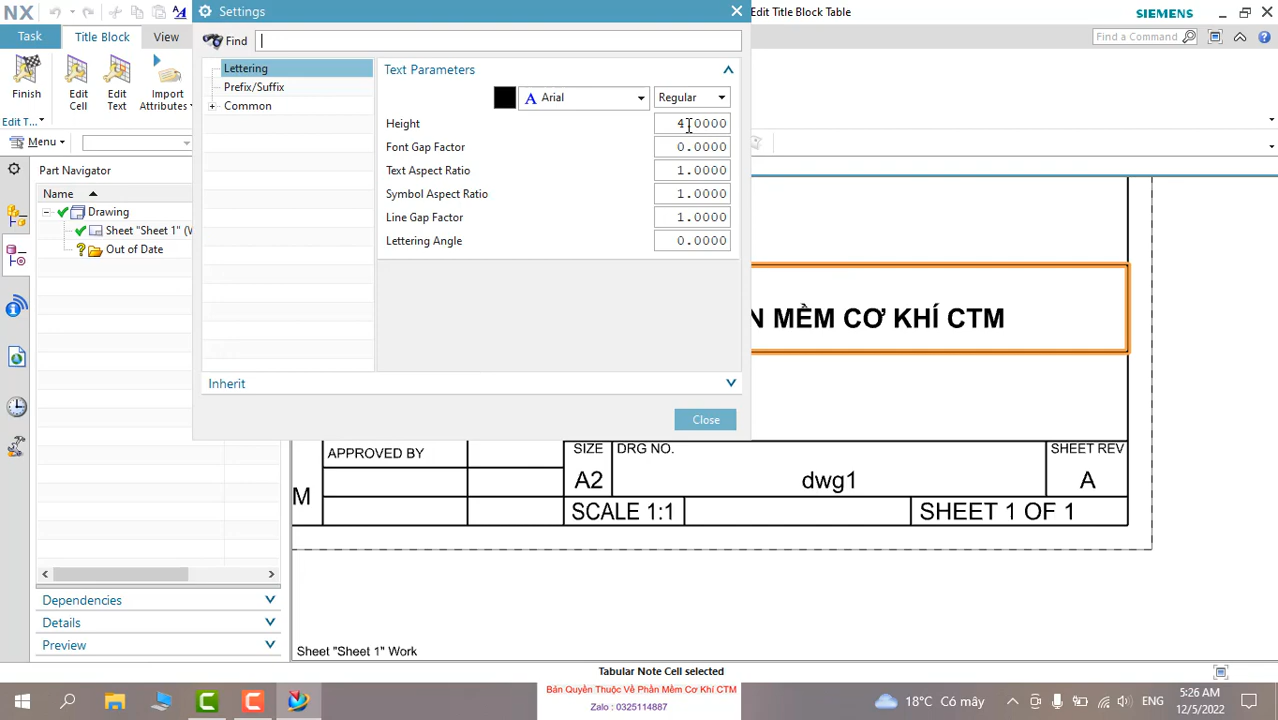 NX
Edit Title Block Table
SIEMENS
Settings
Task
Title Block
View
Find
Find a Command
Finish
Edit Cell
Edit Text
Import Attributes
Edit T...
Menu
Part Navigator
Name
Drawing
Sheet "Sheet 1" (W
Out of Date
Lettering
Prefix/Suffix
Common
Text Parameters
A Arial
Regular
Height 4.0000
Font Gap Factor 0.0000
Text Aspect Ratio 1.0000
Symbol Aspect Ratio 1.0000
Line Gap Factor 1.0000
Lettering Angle 0.0000
Inherit
Close
N MỀM CƠ KHÍ CTM
APPROVED BY
SIZE
DRG NO.
SHEET REV
M
A2
dwg1
A
SCALE 1:1
SHEET 1 OF 1
Dependencies
Details
Preview
Sheet "Sheet 1" Work
Tabular Note Cell selected
Bản Quyền Thuộc Về Phần Mềm Cơ Khí CTM
Zalo : 0325114887
18°C Có mây
ENG
5:26 AM
12/5/2022